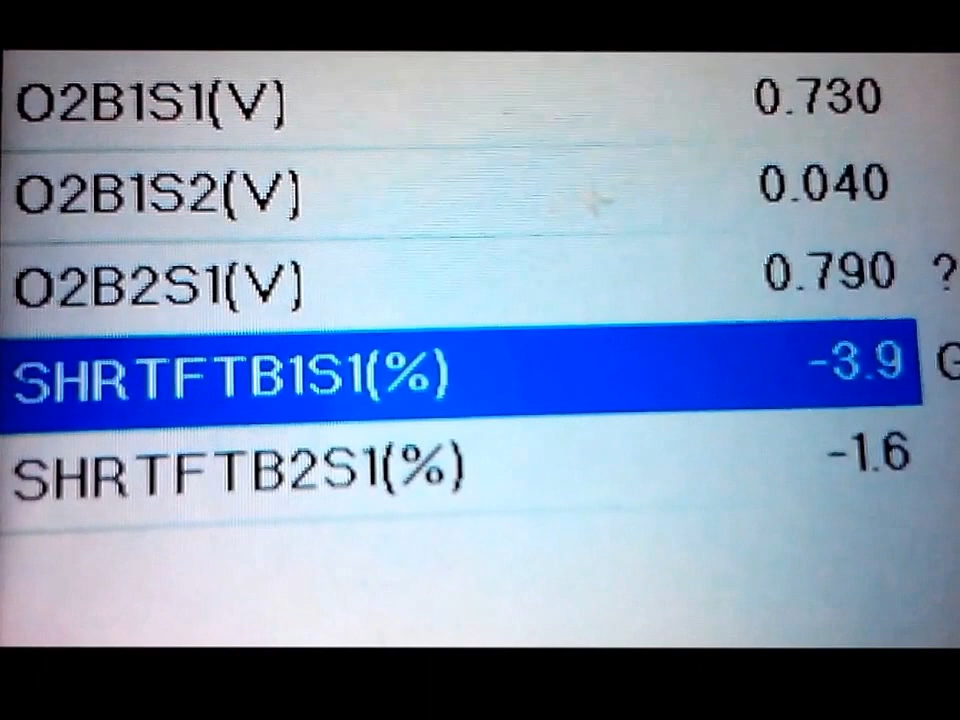 O2B1S1(V) 0.730
O2B1S2(V) 0.040
O2B2S1(V) 0.790 ?
SHRTFTB1S1(%) -3.9 G
SHRTFTB2S1(%) -1.6